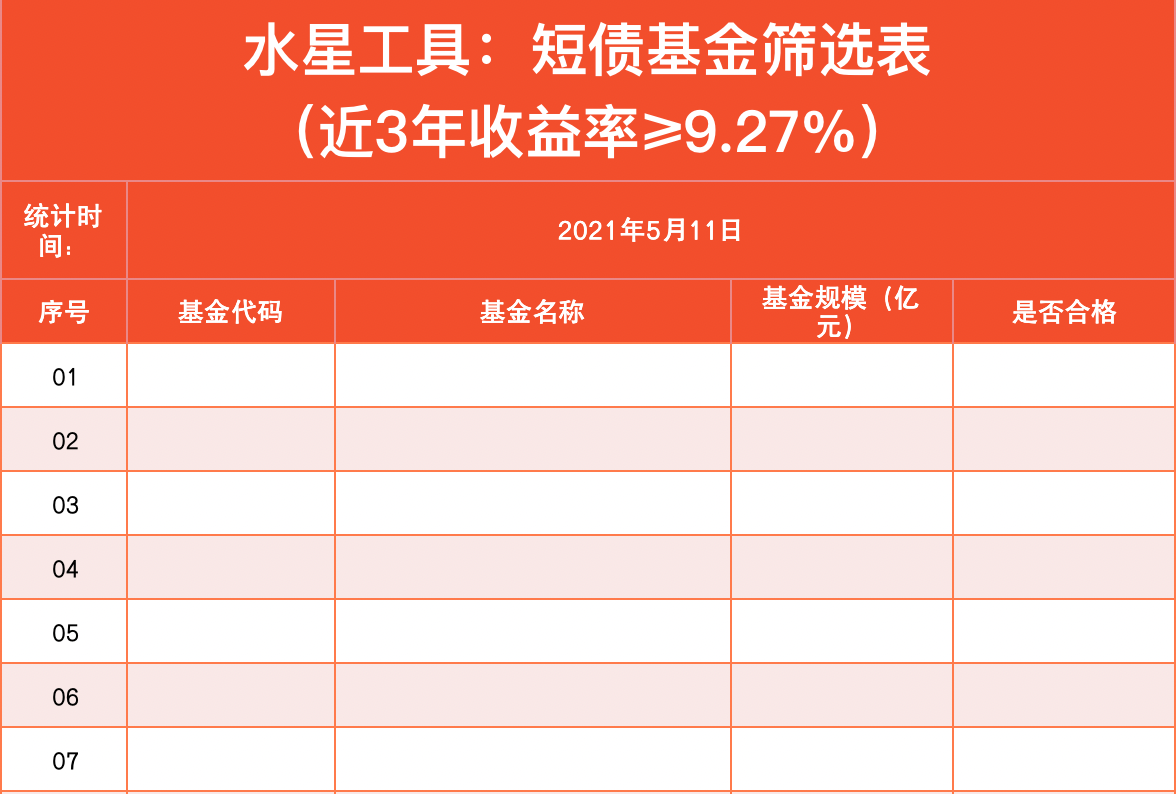 水星工具：短债基金筛选表
（近3年收益率≥9.27%）
统计时
间：
2021年5月11日
序号
基金代码
基金名称
基金规模（亿
元）
是否合格
01
02
03
04
05
06
07